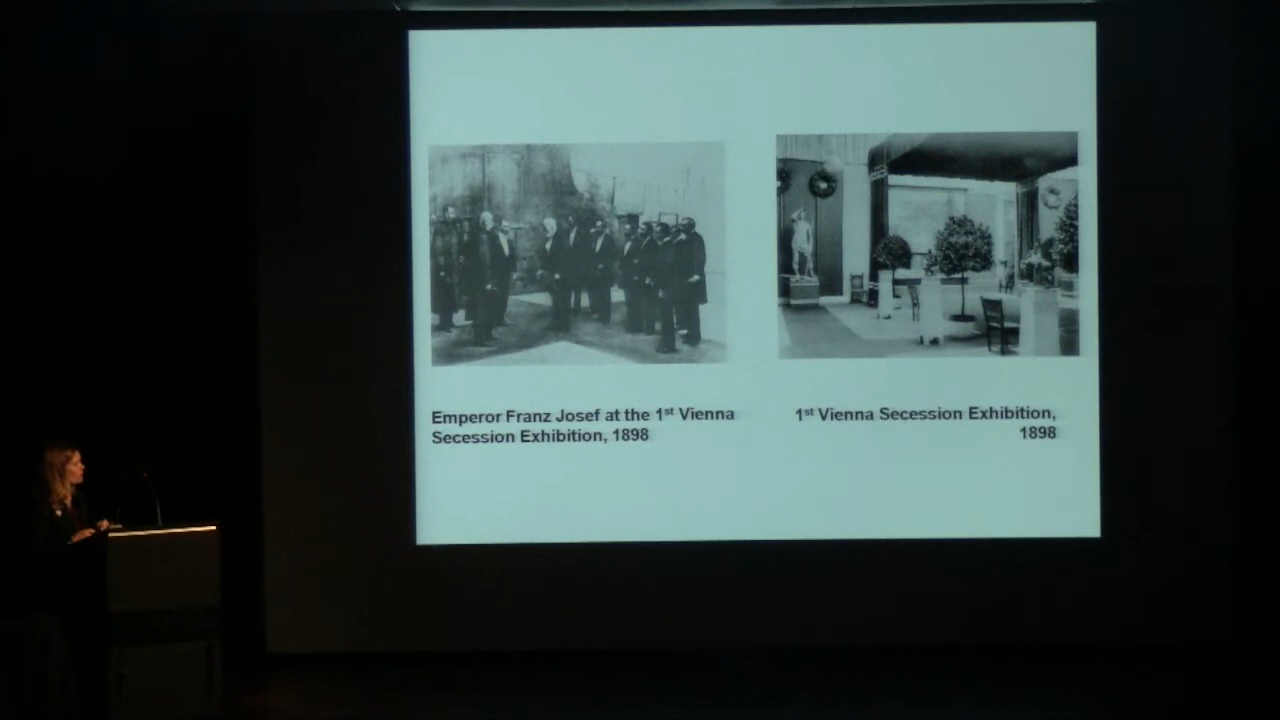 Emperor Franz Josef at the 1st Vienna
Secession Exhibition, 1898
1st Vienna Secession Exhibition,
1898